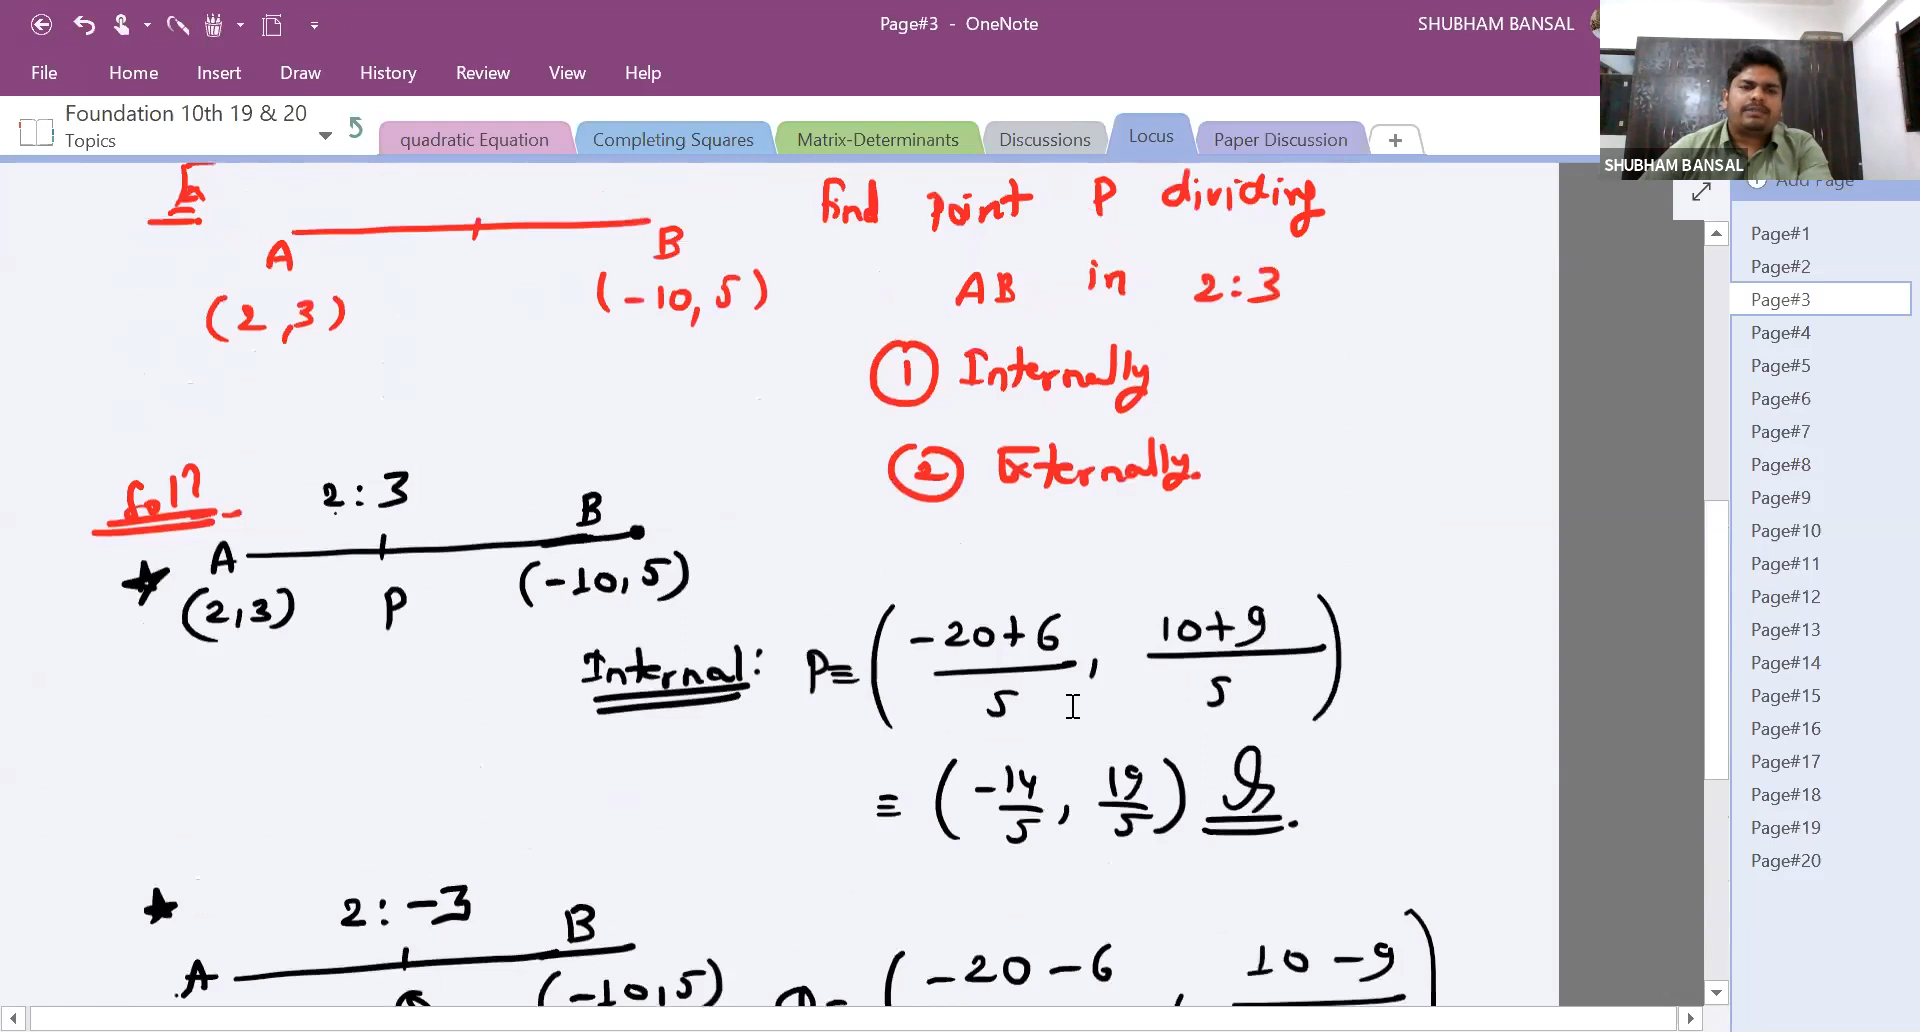 Page#3 - OneNote
SHUBHAM BANSAL
File Home Insert Draw History Review View Help
Foundation 10th 19 & 20
Topics
quadratic Equation
Completing Squares
Matrix-Determinants
Discussions
Locus
Paper Discussion
+
SHUBHAM BANSAL
Add Page
Page#1
Page#2
Page#3
Page#4
Page#5
Page#6
Page#7
Page#8
Page#9
Page#10
Page#11
Page#12
Page#13
Page#14
Page#15
Page#16
Page#17
Page#18
Page#19
Page#20
find point P dividing
A B
(2,3) (-10,5)
AB in 2:3
① Internally
② Externally.
Solⁿ
2:3
A B
(2,3) P (-10,5)
Internal: P≡ ( (-20+6)/5 , (10+9)/5 )
≡ ( -14/5 , 19/5 )
2:-3
A B
(-10,5)
-20-6 , 10-9